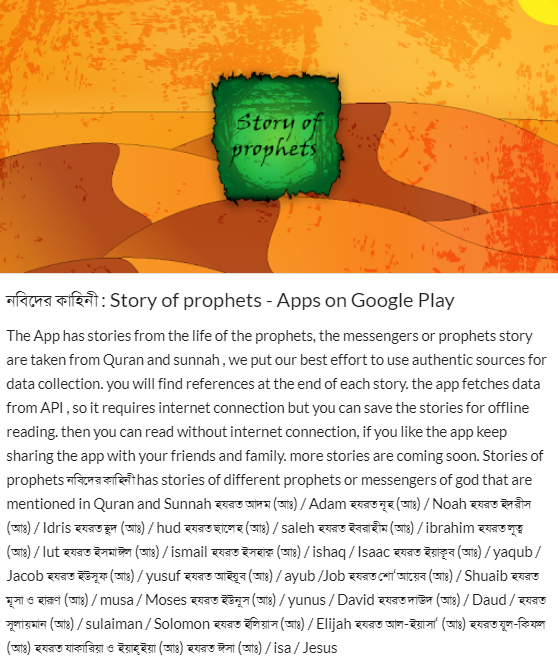 Story of
prophets
নবিদের কাহিনী : Story of prophets - Apps on Google Play
The App has stories from the life of the prophets, the messengers or prophets story
are taken from Quran and sunnah , we put our best effort to use authentic sources for
data collection. you will find references at the end of each story. the app fetches data
from API , so it requires internet connection but you can save the stories for offline
reading. then you can read without internet connection, if you like the app keep
sharing the app with your friends and family. more stories are coming soon. Stories of
prophets নবিদের কাহিনী has stories of different prophets or messengers of god that are
mentioned in Quran and Sunnah হযরত আদম (আঃ) / Adam হযরত নূহ (আঃ) / Noah হযরত ইদরীস
(আঃ) / Idris হযরত হুদ (আঃ) / hud হযরত ছালেহ (আঃ) / saleh হযরত ইবরাহীম (আঃ) / ibrahim হযরত লূত্ব
(আঃ) / lut হযরত ইসমাঈল (আঃ) / ismail হযরত ইসহাক্ব (আঃ) / ishaq / Isaac হযরত ইয়াকূব (আঃ) / yaqub /
Jacob হযরত ইউসুফ (আঃ) / yusuf হযরত আইয়ুব (আঃ) / ayub /Job হযরত শো‘আয়েব (আঃ) / Shuaib হযরত
মূসা ও হারূণ (আঃ) / musa / Moses হযরত ইউনুস (আঃ) / yunus / David হযরত দাউদ (আঃ) / Daud / হযরত
সুলায়মান (আঃ) / sulaiman / Solomon হযরত ইলিয়াস (আঃ) / Elijah হযরত আল-ইয়াসা‘ (আঃ) হযরত যুল-কিফল
(আঃ) হযরত যাকারিয়া ও ইয়াহ্ইয়া (আঃ) হযরত ঈসা (আঃ) / isa / Jesus